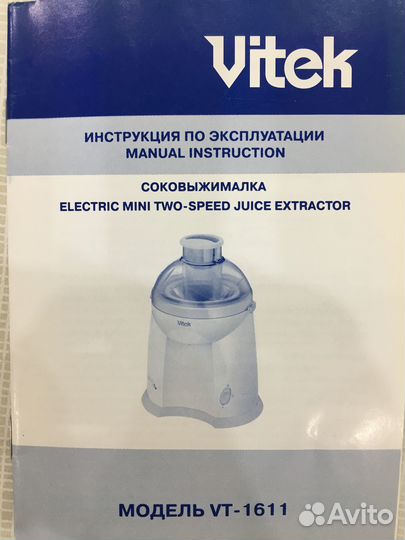 Vitek
ИНСТРУКЦИЯ ПО ЭКСПЛУАТАЦИИ
MANUAL INSTRUCTION
СОКОВЫЖИМАЛКА
ELECTRIC MINI TWO-SPEED JUICE EXTRACTOR
Vitek
МОДЕЛЬ VT-1611
Avito